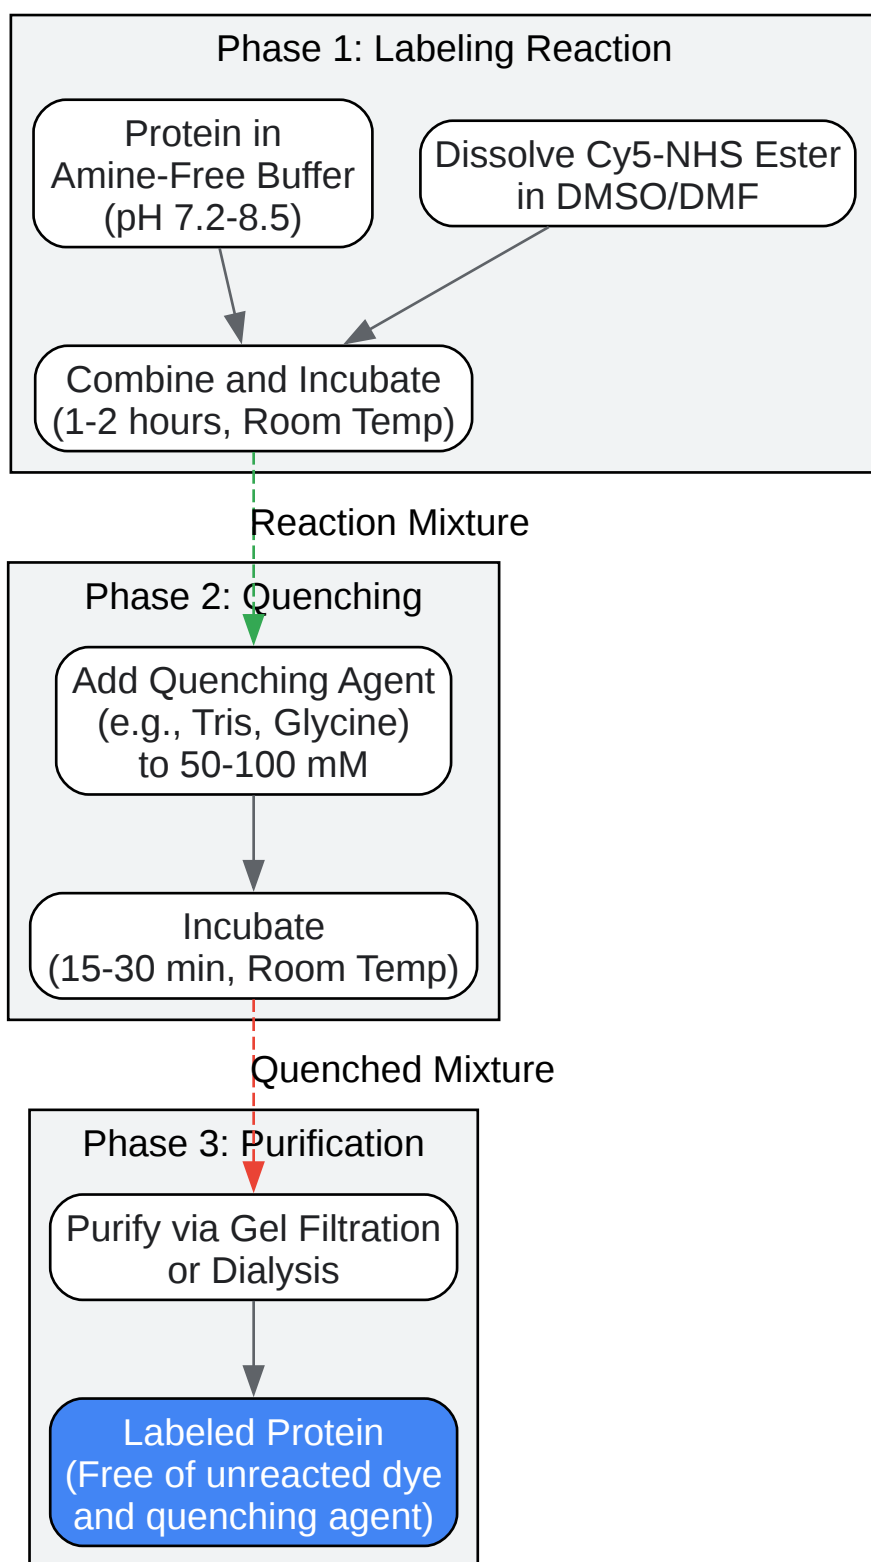 Phase 1: Labeling Reaction
Protein in
Amine-Free Buffer
(pH 7.2-8.5)
Dissolve Cy5-NHS Ester
in DMSO/DMF
Combine and Incubate
(1-2 hours, Room Temp)
Reaction Mixture
Phase 2: Quenching
Add Quenching Agent
(e.g., Tris, Glycine)
to 50-100 mM
Incubate
(15-30 min, Room Temp)
Quenched Mixture
Phase 3: Purification
Purify via Gel Filtration
or Dialysis
Labeled Protein
(Free of unreacted dye
and quenching agent)